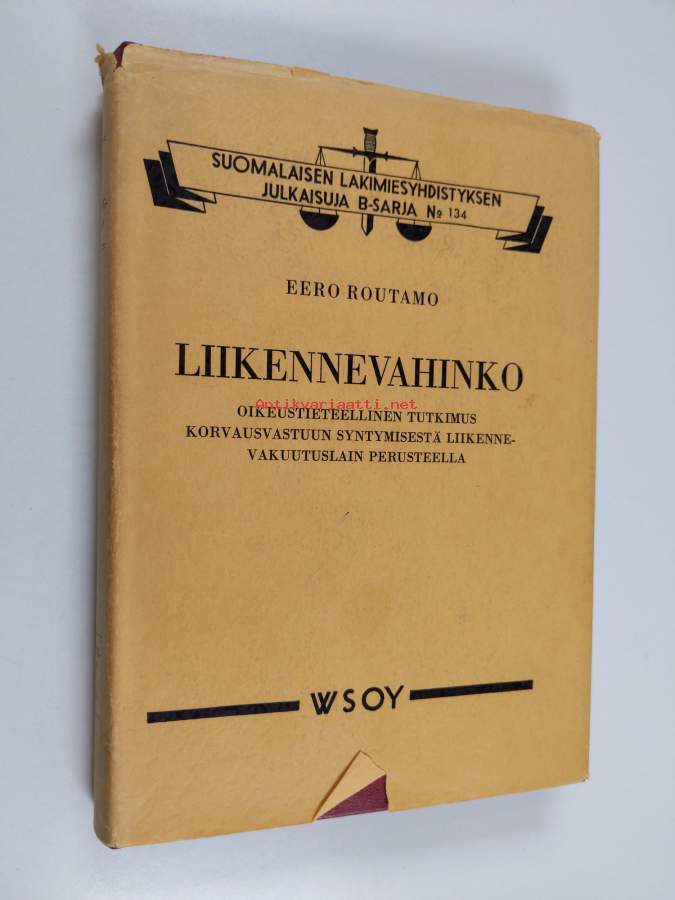 SUOMALAISEN LAKIMIESYHDISTYKSEN
JULKAISUJA B-SARJA № 134
EERO ROUTAMO
LIIKENNEVAHINKO
Antikvariaatti.net
OIKEUSTIETEELLINEN TUTKIMUS
KORVAUSVASTUUN SYNTYMISESTÄ LIIKENNE-
VAKUUTUSLAIN PERUSTEELLA
WSOY